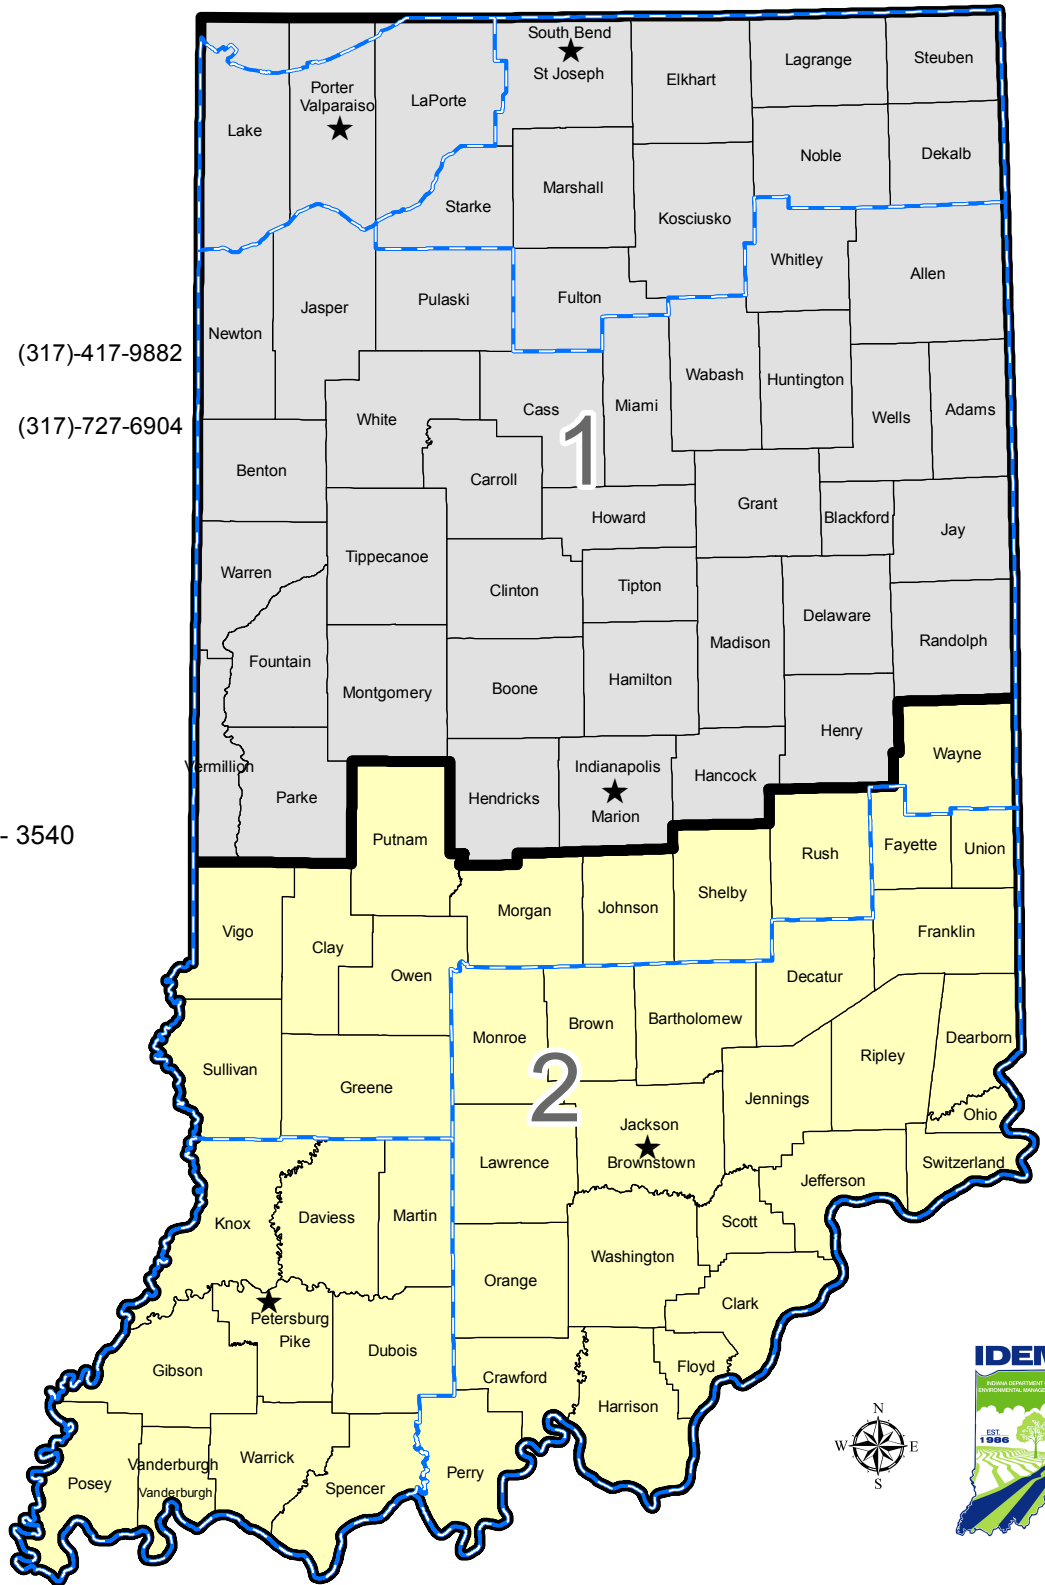 South Bend
St Joseph
Elkhart
Lagrange
Steuben
Porter
Valparaiso
LaPorte
Lake
Noble
Dekalb
Marshall
Starke
Kosciusko
Whitley
Allen
Fulton
Pulaski
Jasper
Newton
(317)-417-9882
Wabash
Huntington
Miami
Cass
White
Wells
Adams
(317)-727-6904
1
Benton
Carroll
Grant
Blackford
Howard
Jay
Tippecanoe
Warren
Clinton
Tipton
Delaware
Madison
Randolph
Fountain
Montgomery
Boone
Hamilton
Henry
Wayne
Vermillion
Parke
Hendricks
Indianapolis
Marion
Hancock
- 3540
Putnam
Rush
Fayette
Union
Shelby
Johnson
Morgan
Vigo
Clay
Owen
Franklin
Decatur
Monroe
Brown
Bartholomew
Ripley
Dearborn
Sullivan
Greene
2
Jennings
Ohio
Jackson
Brownstown
Lawrence
Switzerland
Jefferson
Knox
Daviess
Martin
Scott
Washington
Orange
Clark
Petersburg
Pike
Dubois
Gibson
Crawford
Floyd
Harrison
Posey
Vanderburgh
Vanderburgh
Warrick
Spencer
Perry
N
W
E
S
IDEM
INDIANA DEPARTMENT
ENVIRONMENTAL
EST.
1986